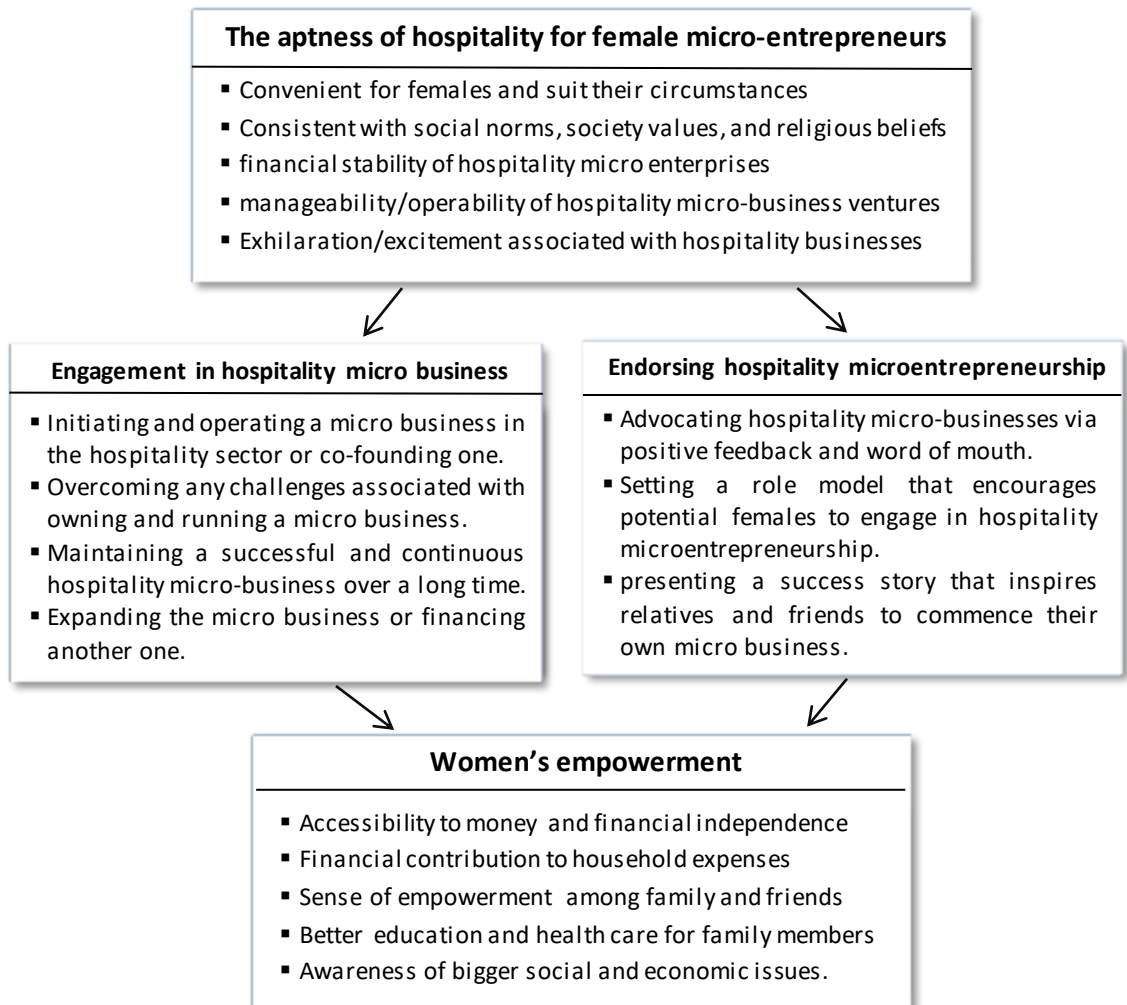 The aptness of hospitality for female micro-entrepreneurs
▪ Convenient for females and suit their circumstances
▪ Consistent with social norms, society values, and religious beliefs
▪ financial stability of hospitality micro enterprises
▪ manageability/operability of hospitality micro-business ventures
▪ Exhilaration/excitement associated with hospitality businesses
Engagement in hospitality micro business
▪ Initiating and operating a micro business in
the hospitality sector or co-founding one.
▪ Overcoming any challenges associated with
owning and running a micro business.
▪ Maintaining a successful and continuous
hospitality micro-business over a long time.
▪ Expanding the micro business or financing
another one.
Endorsing hospitality microentrepreneurship
▪ Advocating hospitality micro-businesses via
positive feedback and word of mouth.
▪ Setting a role model that encourages
potential females to engage in hospitality
microentrepreneurship.
▪ presenting a success story that inspires
relatives and friends to commence their
own micro business.
Women's empowerment
▪ Accessibility to money and financial independence
▪ Financial contribution to household expenses
▪ Sense of empowerment among family and friends
▪ Better education and health care for family members
▪ Awareness of bigger social and economic issues.